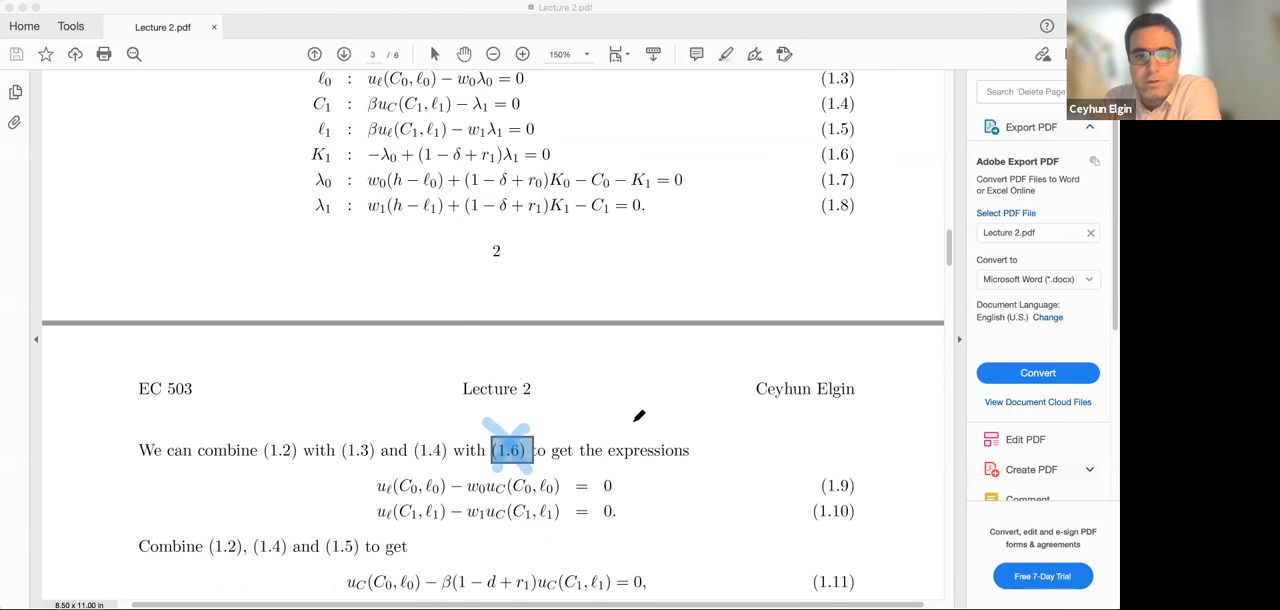 Lecture 2.pdf
Home Tools Lecture 2.pdf ×
3 / 6 150%
ℓ0 : uℓ(C0, ℓ0) − w0λ0 = 0 (1.3)
C1 : βuC(C1, ℓ1) − λ1 = 0 (1.4)
ℓ1 : βuℓ(C1, ℓ1) − w1λ1 = 0 (1.5)
K1 : −λ0 + (1 − δ + r1)λ1 = 0 (1.6)
λ0 : w0(h − ℓ0) + (1 − δ + r0)K0 − C0 − K1 = 0 (1.7)
λ1 : w1(h − ℓ1) + (1 − δ + r1)K1 − C1 = 0. (1.8)
2
EC 503 Lecture 2 Ceyhun Elgin
We can combine (1.2) with (1.3) and (1.4) with (1.6) to get the expressions
uℓ(C0, ℓ0) − w0uC(C0, ℓ0) = 0 (1.9)
uℓ(C1, ℓ1) − w1uC(C1, ℓ1) = 0. (1.10)
Combine (1.2), (1.4) and (1.5) to get
uC(C0, ℓ0) − β(1 − d + r1)uC(C1, ℓ1) = 0, (1.11)
8.50 x 11.00 in
Ceyhun Elgin
Search 'Delete Page
Export PDF
Adobe Export PDF
Convert PDF Files to Word
or Excel Online
Select PDF File
Lecture 2.pdf
Convert to
Microsoft Word (*.docx)
Document Language:
English (U.S.) Change
Convert
View Document Cloud Files
Edit PDF
Create PDF
Comment
Convert, edit and e-sign PDF
forms & agreements
Free 7-Day Trial